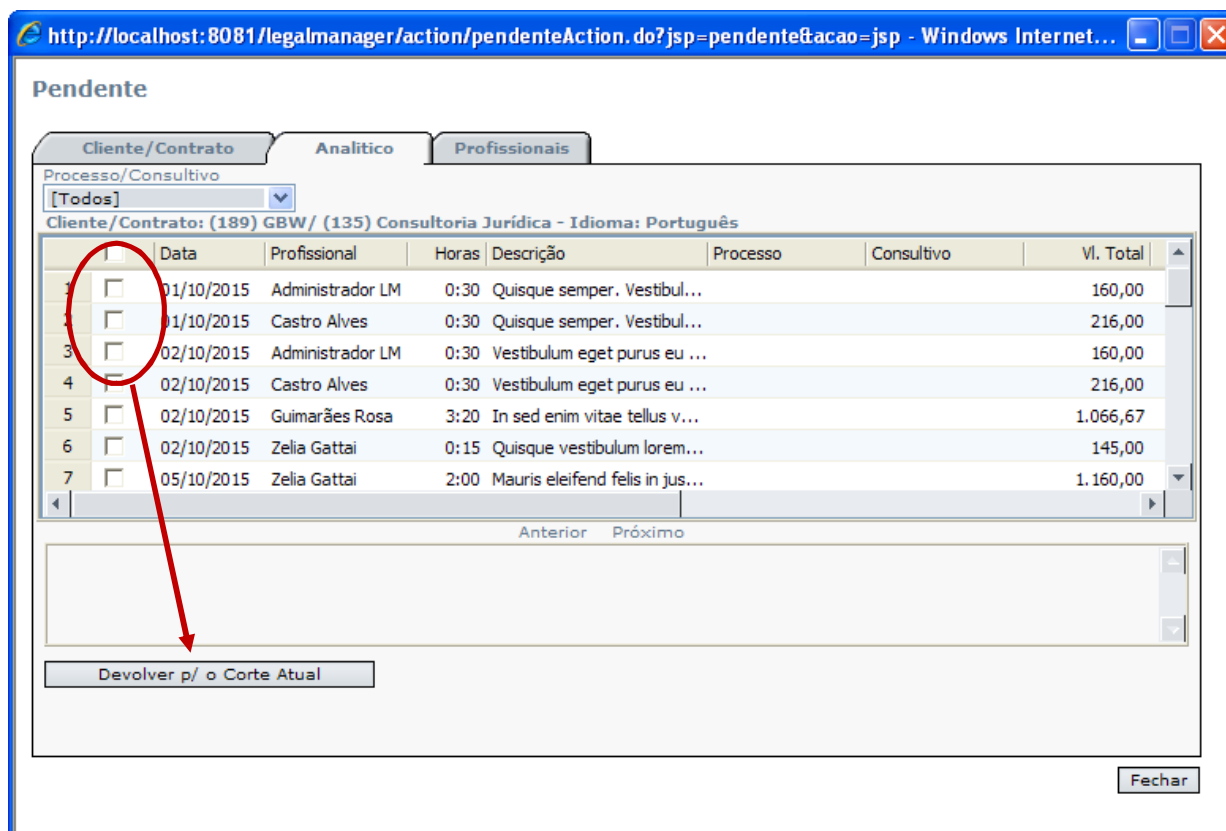 http://localhost:8081/legalmanager/action/pendenteAction.do?jsp=pendente&acao=jsp - Windows Internet...
Pendente
Cliente/Contrato Analitico Profissionais
Processo/Consultivo
[Todos]
Cliente/Contrato: (189) GBW/ (135) Consultoria Jurídica - Idioma: Português
Data Profissional Horas Descrição Processo Consultivo Vl. Total
1 01/10/2015 Administrador LM 0:30 Quisque semper. Vestibul... 160,00
2 01/10/2015 Castro Alves 0:30 Quisque semper. Vestibul... 216,00
3 02/10/2015 Administrador LM 0:30 Vestibulum eget purus eu ... 160,00
4 02/10/2015 Castro Alves 0:30 Vestibulum eget purus eu ... 216,00
5 02/10/2015 Guimarães Rosa 3:20 In sed enim vitae tellus v... 1.066,67
6 02/10/2015 Zelia Gattai 0:15 Quisque vestibulum lorem... 145,00
7 05/10/2015 Zelia Gattai 2:00 Mauris eleifend felis in jus... 1.160,00
Anterior Próximo
Devolver p/ o Corte Atual
Fechar